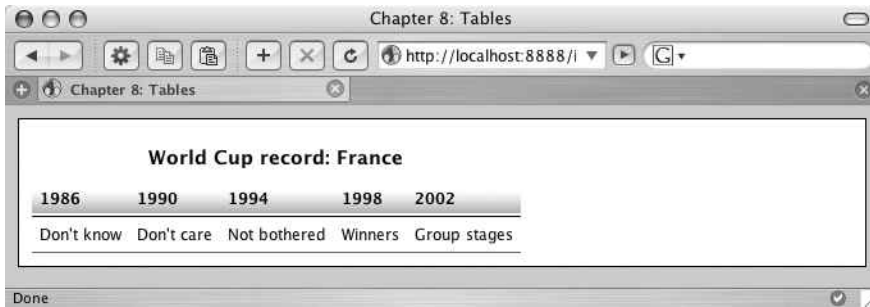 Chapter 8: Tables
http://localhost:8888/i
G
Chapter 8: Tables
World Cup record: France
1986 1990 1994 1998 2002
Don't know Don't care Not bothered Winners Group stages
Done